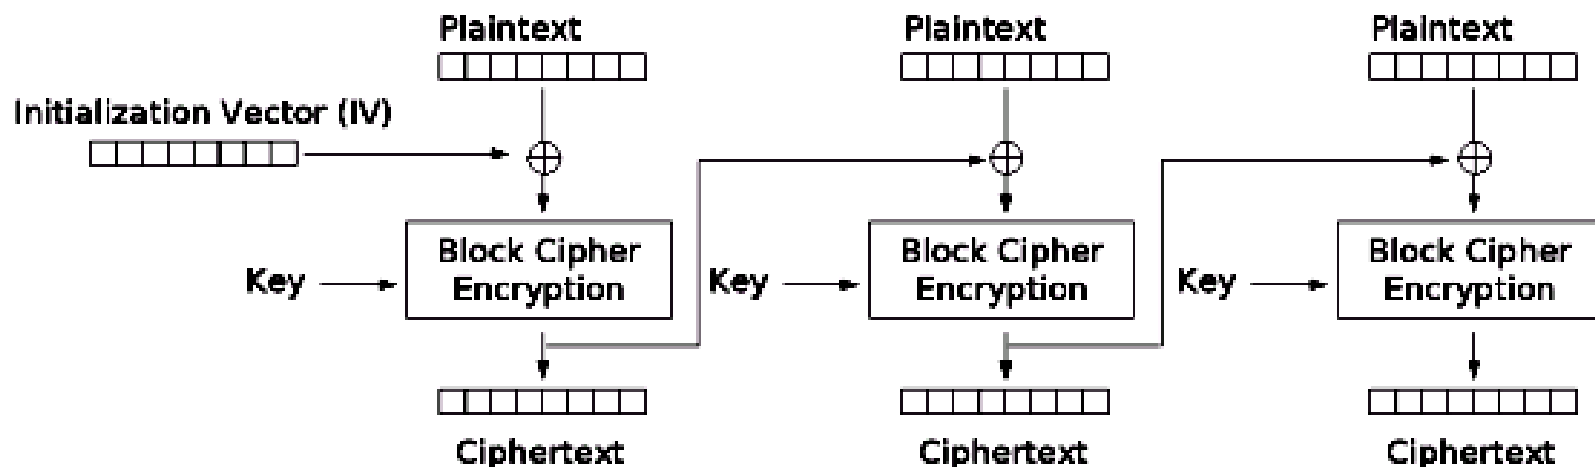 Plaintext
Plaintext
Plaintext
Initialization Vector (IV)
Key
Block Cipher
Encryption
Key
Block Cipher
Encryption
Key
Block Cipher
Encryption
Ciphertext
Ciphertext
Ciphertext